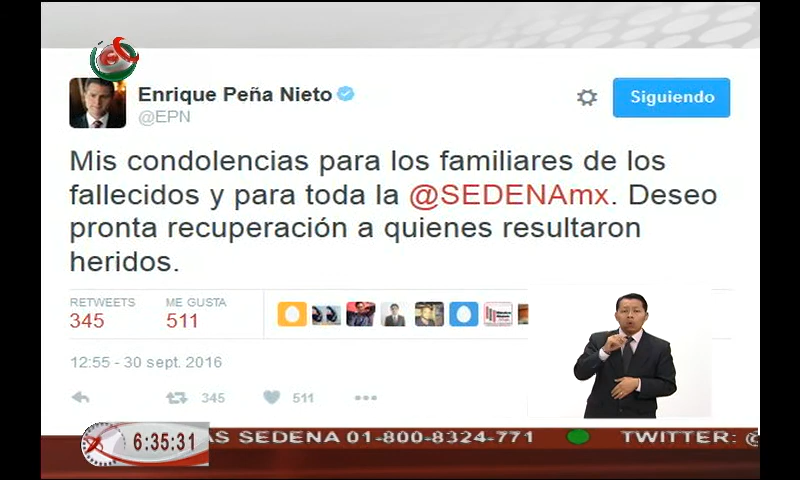 Enrique Peña Nieto
@EPN
Siguiendo
Mis condolencias para los familiares de los
fallecidos y para toda la @SEDENAmx. Deseo
pronta recuperación a quienes resultaron
heridos.
RETWEETS ME GUSTA
345 511
12:55 - 30 sept. 2016
345 511
6:35:31 AS SEDENA 01-800-8324-771 TWITTER: @